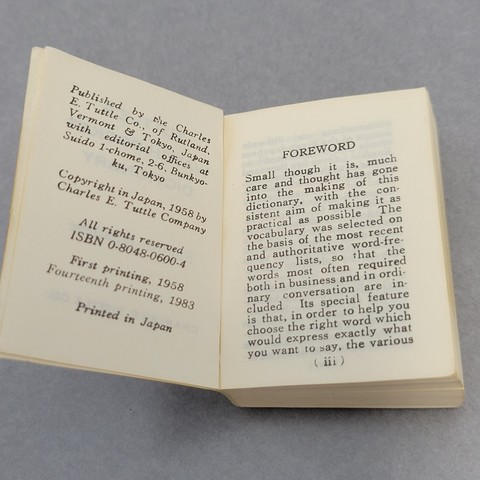 Published by the Charles
E. Tuttle Co., of Rutland,
Vermont & Tokyo, Japan
with editorial offices at
Suido 1-chome, 2-6, Bunkyo-
ku, Tokyo
Copyright in Japan, 1958 by
Charles E. Tuttle Company
All rights reserved
ISBN 0-8048-0600-4
First printing, 1958
Fourteenth printing, 1983
Printed in Japan
FOREWORD
Small though it is, much
care and thought has gone
into the making of this
dictionary, with the con-
sistent aim of making it as
practical as possible The
vocabulary was selected on
the basis of the most recent
and authoritative word-fre-
quency lists, so that the
words most often required
both in business and in ordi-
nary conversation are in-
cluded Its special feature
is that, in order to help you
choose the right word which
would express exactly what
you want to say, the various
( iii )